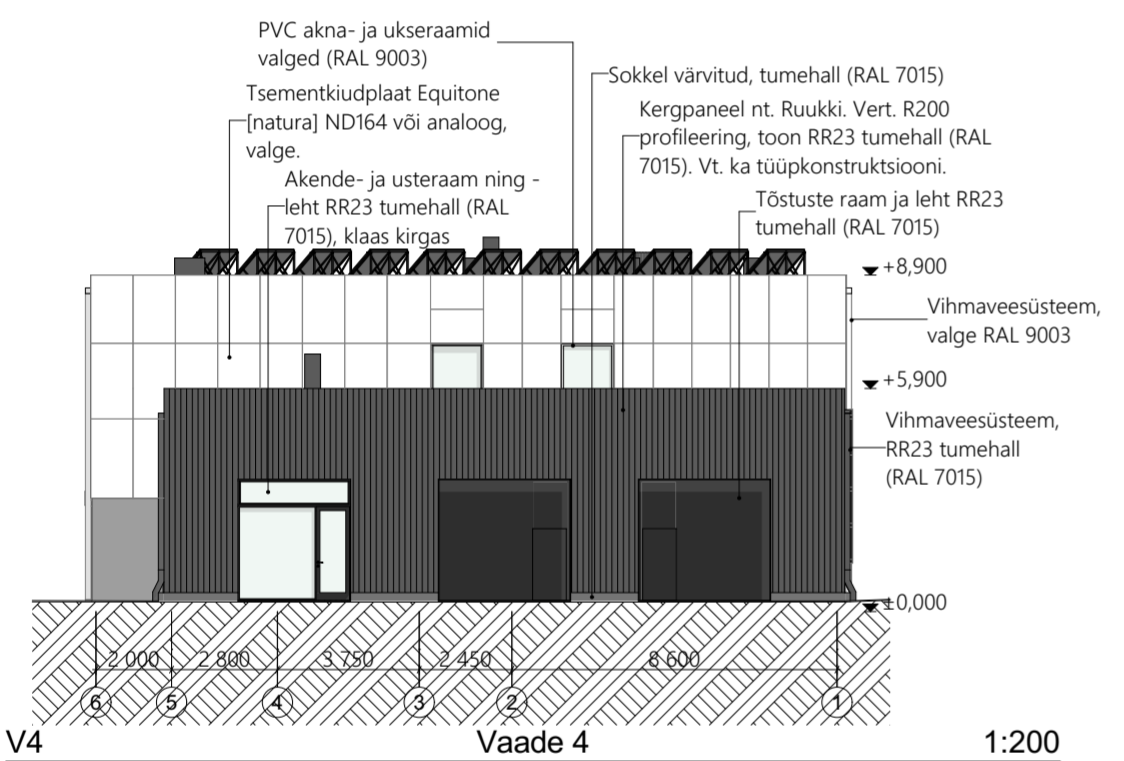 PVC akna- ja ukseraamid
valged (RAL 9003)
Tsementkiudplaat Equitone
[natura] ND164 või analoog,
valge.
Akende- ja usteraam ning -
leht RR23 tumehall (RAL
7015), klaas kirgas
Sokkel värvitud, tumehall (RAL 7015)
Kergpaneel nt. Ruukki. Vert. R200
profileering, toon RR23 tumehall (RAL
7015). Vt. ka tüüpkonstruktsiooni.
Tõstuste raam ja leht RR23
tumehall (RAL 7015)
+8,900
Vihmaveesüsteem,
valge RAL 9003
+5,900
Vihmaveesüsteem,
RR23 tumehall
(RAL 7015)
±0,000
2 000 2 800 3 750 2 450 8 600
6 5 4 3 2 1
V4 Vaade 4 1:200